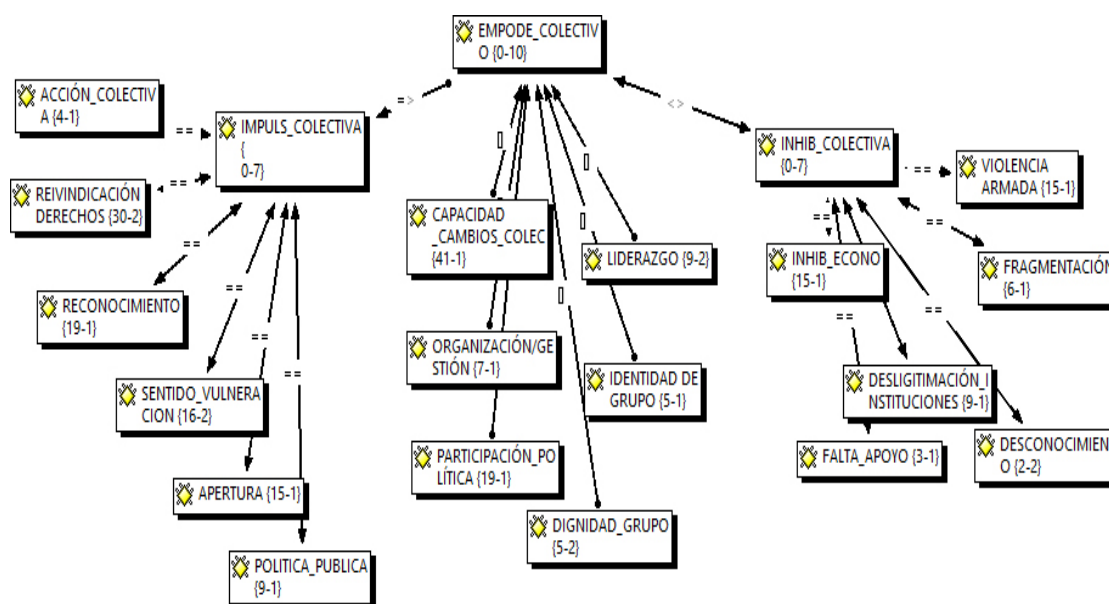 EMPODE_COLECTIV
O {0-10}
=>
<>
ACCIÓN_COLECTIV
A {4-1}
==
IMPULS_COLECTIVA
{
0-7}
INHIB_COLECTIVA
{0-7}
==
VIOLENCIA
ARMADA {15-1}
REIVINDICACIÓN
DERECHOS {30-2}
==
[]
[]
CAPACIDAD
_CAMBIOS_COLEC
{41-1}
[]
LIDERAZGO {9-2}
==
INHIB_ECONO
{15-1}
==
FRAGMENTACIÓN
{6-1}
==
RECONOCIMIENTO
{19-1}
==
[]
==
==
ORGANIZACIÓN/GE
STIÓN {7-1}
==
==
IDENTIDAD DE
GRUPO {5-1}
DESLIGITIMACIÓN_I
NSTITUCIONES {9-1}
SENTIDO_VULNERA
CION {16-2}
PARTICIPACIÓN_PO
LÍTICA {19-1}
FALTA_APOYO {3-1}
DESCONOCIMIENT
O {2-2}
APERTURA {15-1}
DIGNIDAD_GRUPO
{5-2}
POLITICA_PUBLICA
{9-1}